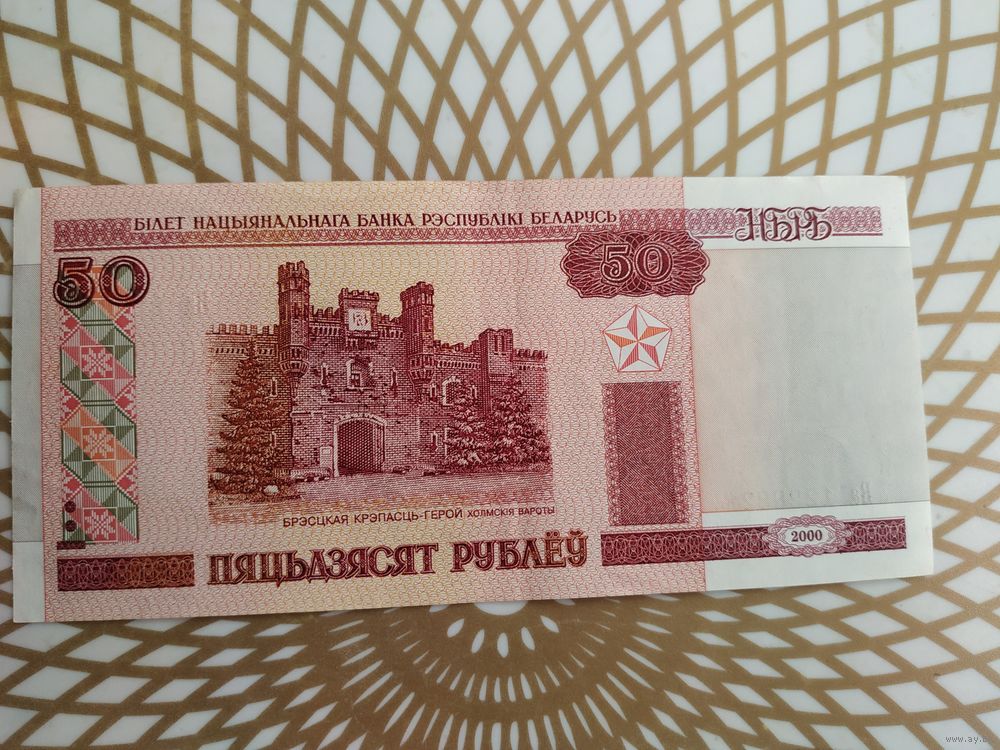 БІЛЕТ НАЦЫЯНАЛЬНАГА БАНКА РЭСПУБЛІКІ БЕЛАРУСЬ
НБРБ
50
50
БРЭСЦКАЯ КРЭПАСЦЬ-ГЕРОЙ ХОЛМСКІЯ ВАРОТЫ
ПЯЦЬДЗЯСЯТ РУБЛЁЎ
2000